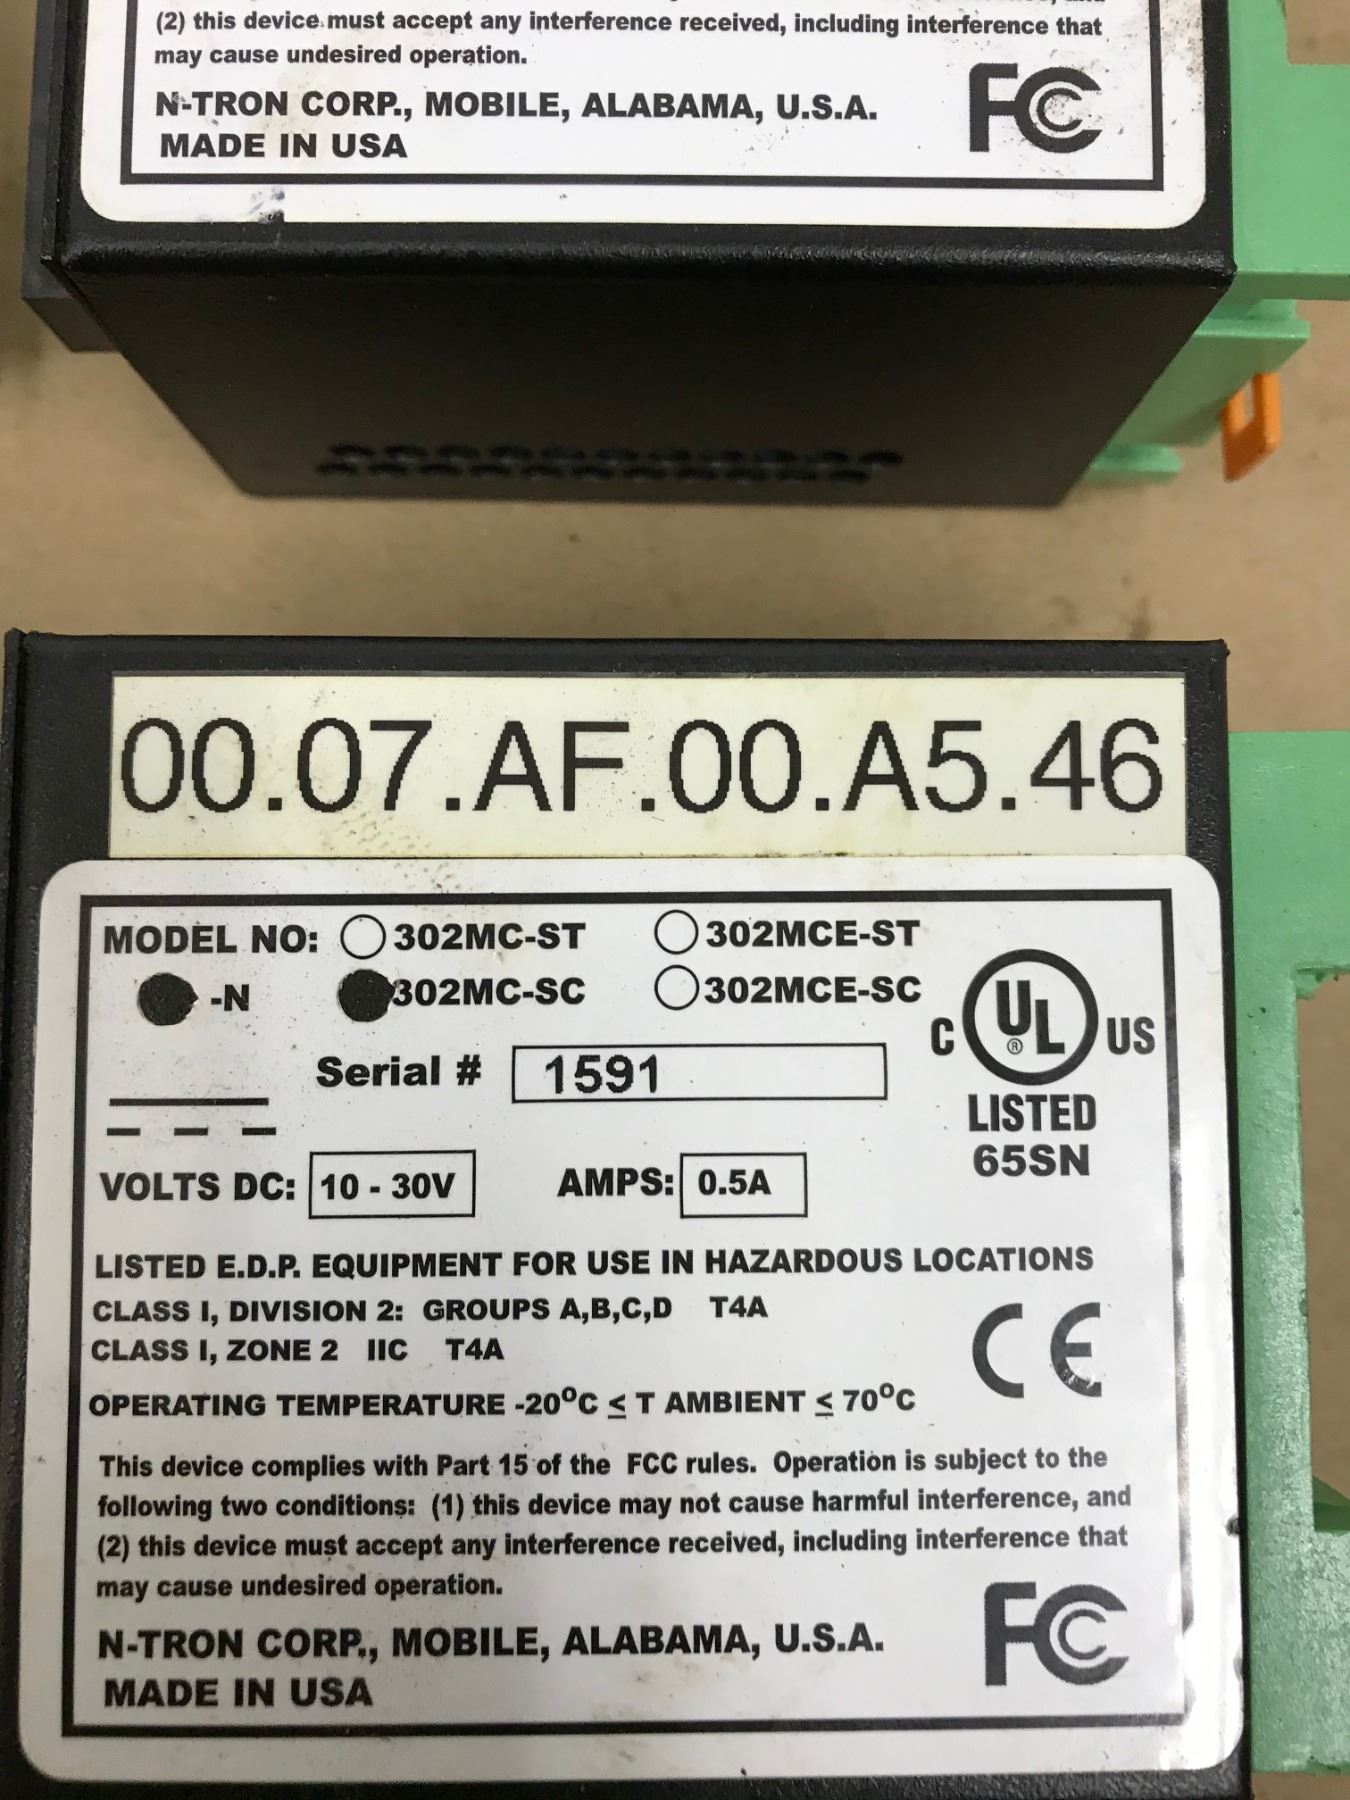 (2) this device must accept any interference received, including interference that
may cause undesired operation.
N-TRON CORP., MOBILE, ALABAMA, U.S.A.
MADE IN USA
FC
00.07.AF.00.A5.46
MODEL NO: 302MC-ST 302MCE-ST
-N 302MC-SC 302MCE-SC
C UL® US
LISTED
65SN
Serial # 1591
VOLTS DC: 10 - 30V AMPS: 0.5A
LISTED E.D.P. EQUIPMENT FOR USE IN HAZARDOUS LOCATIONS
CLASS I, DIVISION 2: GROUPS A,B,C,D T4A
CLASS I, ZONE 2 IIC T4A
CE
OPERATING TEMPERATURE -20°C ≤ T AMBIENT ≤ 70°C
This device complies with Part 15 of the FCC rules. Operation is subject to the
following two conditions: (1) this device may not cause harmful interference, and
(2) this device must accept any interference received, including interference that
may cause undesired operation.
N-TRON CORP., MOBILE, ALABAMA, U.S.A.
MADE IN USA
FC